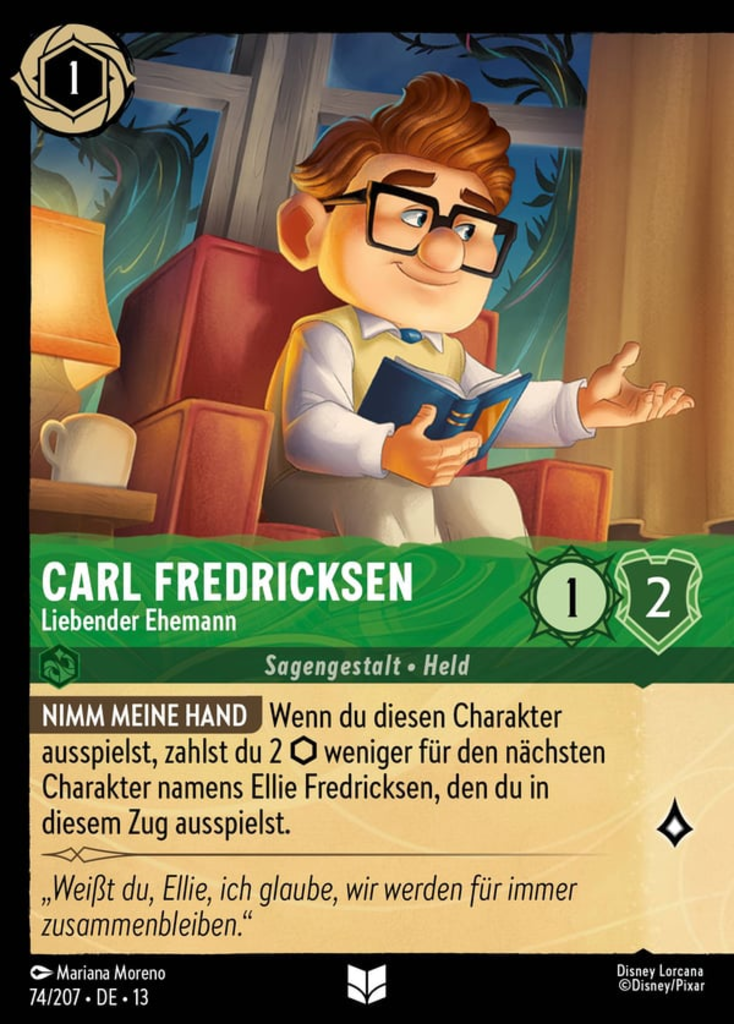 1
CARL FREDRICKSEN
Liebender Ehemann
1
2
Sagengestalt • Held
NIMM MEINE HAND Wenn du diesen Charakter
ausspielst, zahlst du 2 ⬡ weniger für den nächsten
Charakter namens Ellie Fredricksen, den du in
diesem Zug ausspielst.
„Weißt du, Ellie, ich glaube, wir werden für immer
zusammenbleiben.“
Mariana Moreno
74/207 • DE • 13
Disney Lorcana
©Disney/Pixar